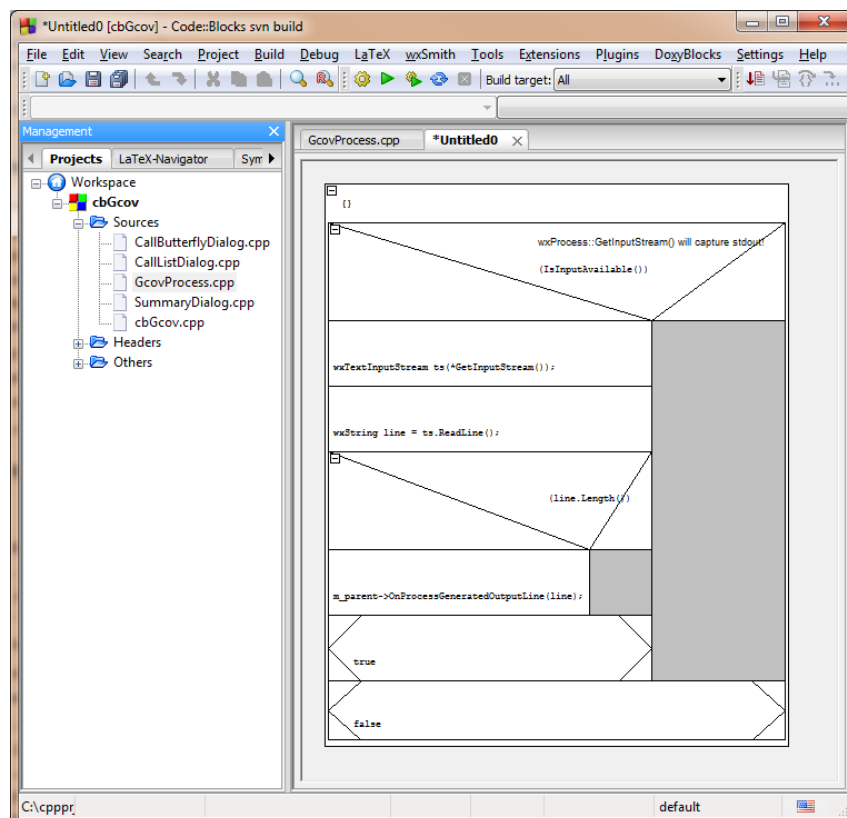 *Untitled0 [cbGcov] - Code::Blocks svn build
File Edit View Search Project Build Debug LaTeX wxSmith Tools Extensions Plugins DoxyBlocks Settings Help
Build target: All
Management
Projects LaTeX-Navigator Sym
Workspace
cbGcov
Sources
CallButterflyDialog.cpp
CallListDialog.cpp
GcovProcess.cpp
SummaryDialog.cpp
cbGcov.cpp
Headers
Others
GcovProcess.cpp *Untitled0
{}
wxProcess::GetInputStream() will capture stdout!
(IsInputAvailable())
wxTextInputStream ts(*GetInputStream());
wxString line = ts.ReadLine();
(line.Length())
m_parent->OnProcessGeneratedOutputLine(line);
true
false
C:\cpppr default